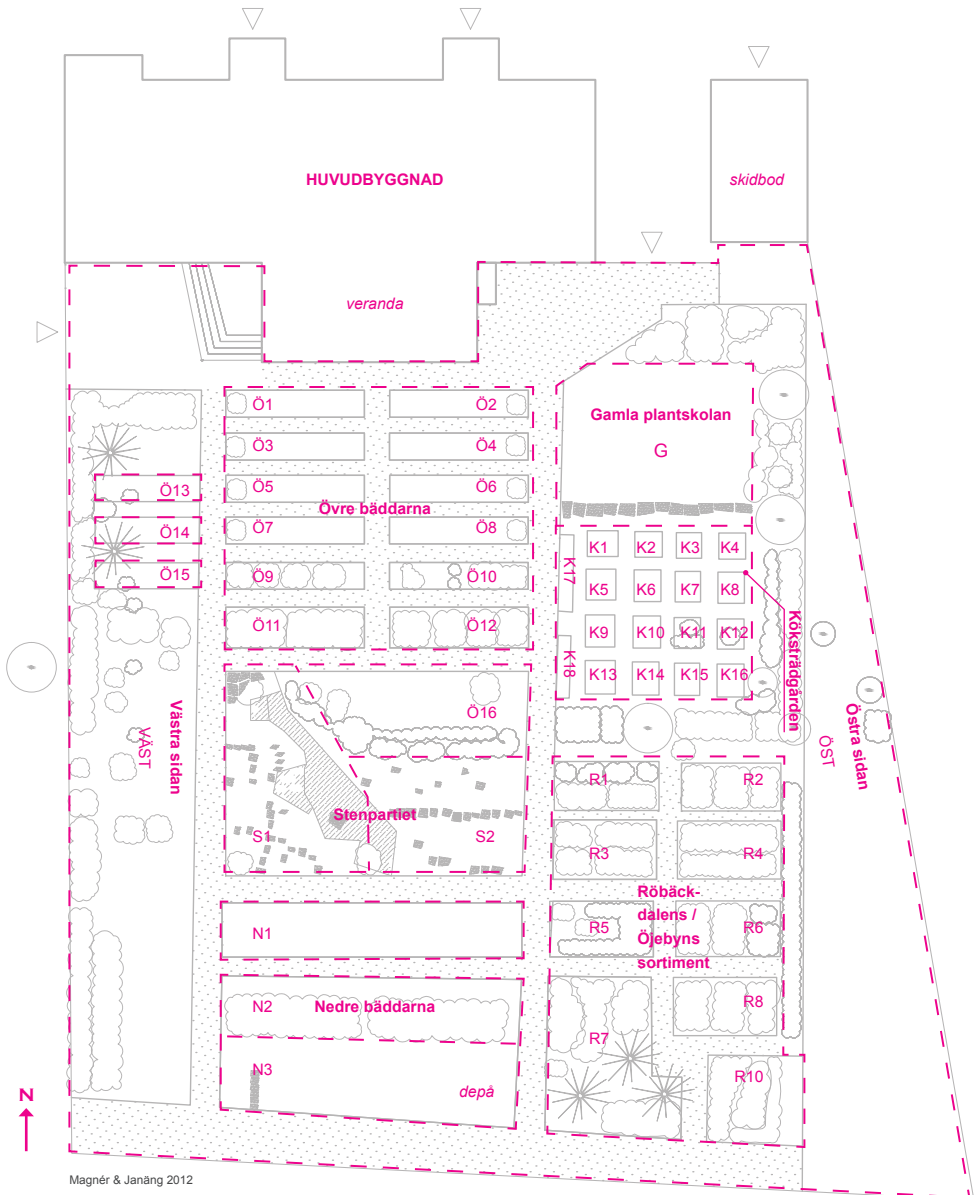 HUVUDBYGGNAD
skidbod
veranda
Ö1
Ö2
Gamla plantskolan
G
Ö3
Ö4
Ö5
Ö6
Övre bäddarna
Ö7
Ö8
Ö13
Ö14
Ö15
Ö9
Ö10
Ö11
Ö12
K1
K2
K3
K4
K17
K5
K6
K7
K8
K9
K10
K11
K12
K18
K13
K14
K15
K16
Köksträdgården
Västra sidan
VÄST
Ö16
ÖST
Östra sidan
Stenpartiet
S1
S2
R1
R2
R3
R4
Röbäck-
dalens /
Öjebyns
sortiment
R5
R6
N1
N2
Nedre bäddarna
R8
R7
N3
depå
R10
N
Magnér & Janäng 2012